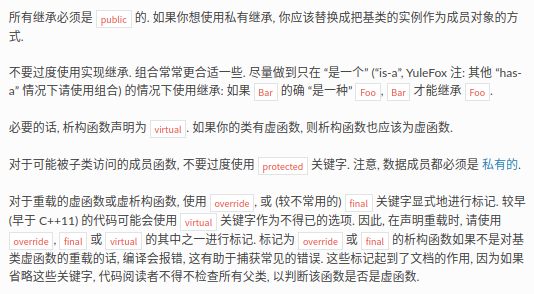 所有继承必须是 public 的. 如果你想使用私有继承, 你应该替换成把基类的实例作为成员对象的方
式.
不要过度使用实现继承. 组合常常更合适一些. 尽量做到只在 “是一个” (“is-a”, YuleFox 注: 其他 “has-
a” 情况下请使用组合) 的情况下使用继承: 如果 Bar 的确 “是一种” Foo, Bar 才能继承 Foo.
必要的话, 析构函数声明为 virtual. 如果你的类有虚函数, 则析构函数也应该为虚函数.
对于可能被子类访问的成员函数, 不要过度使用 protected 关键字. 注意, 数据成员都必须是 私有的.
对于重载的虚函数或虚析构函数, 使用 override, 或 (较不常用的) final 关键字显式地进行标记. 较早
(早于 C++11) 的代码可能会使用 virtual 关键字作为不得已的选项. 因此, 在声明重载时, 请使用
override, final 或 virtual 的其中之一进行标记. 标记为 override 或 final 的析构函数如果不是对基
类虚函数的重载的话, 编译会报错, 这有助于捕获常见的错误. 这些标记起到了文档的作用, 因为如果
省略这些关键字, 代码阅读者不得不检查所有父类, 以判断该函数是否是虚函数.